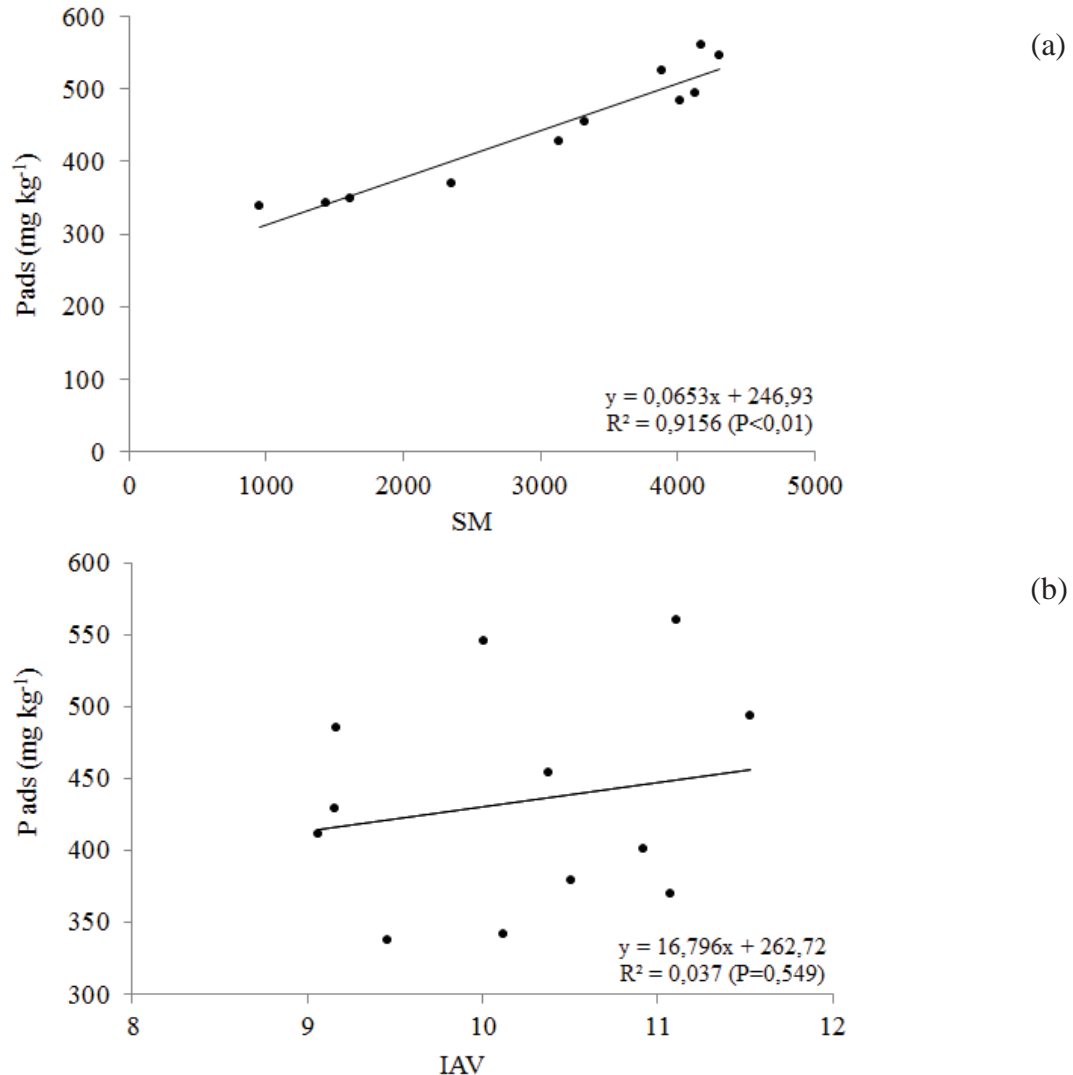 (a)
600
500
400
300
200
100
0
Pads (mg kg⁻¹)
y = 0,0653x + 246,93
R² = 0,9156 (P<0,01)
0 1000 2000 3000 4000 5000
SM
(b)
600
550
500
450
400
350
300
P ads (mg kg⁻¹)
y = 16,796x + 262,72
R² = 0,037 (P=0,549)
8 9 10 11 12
IAV